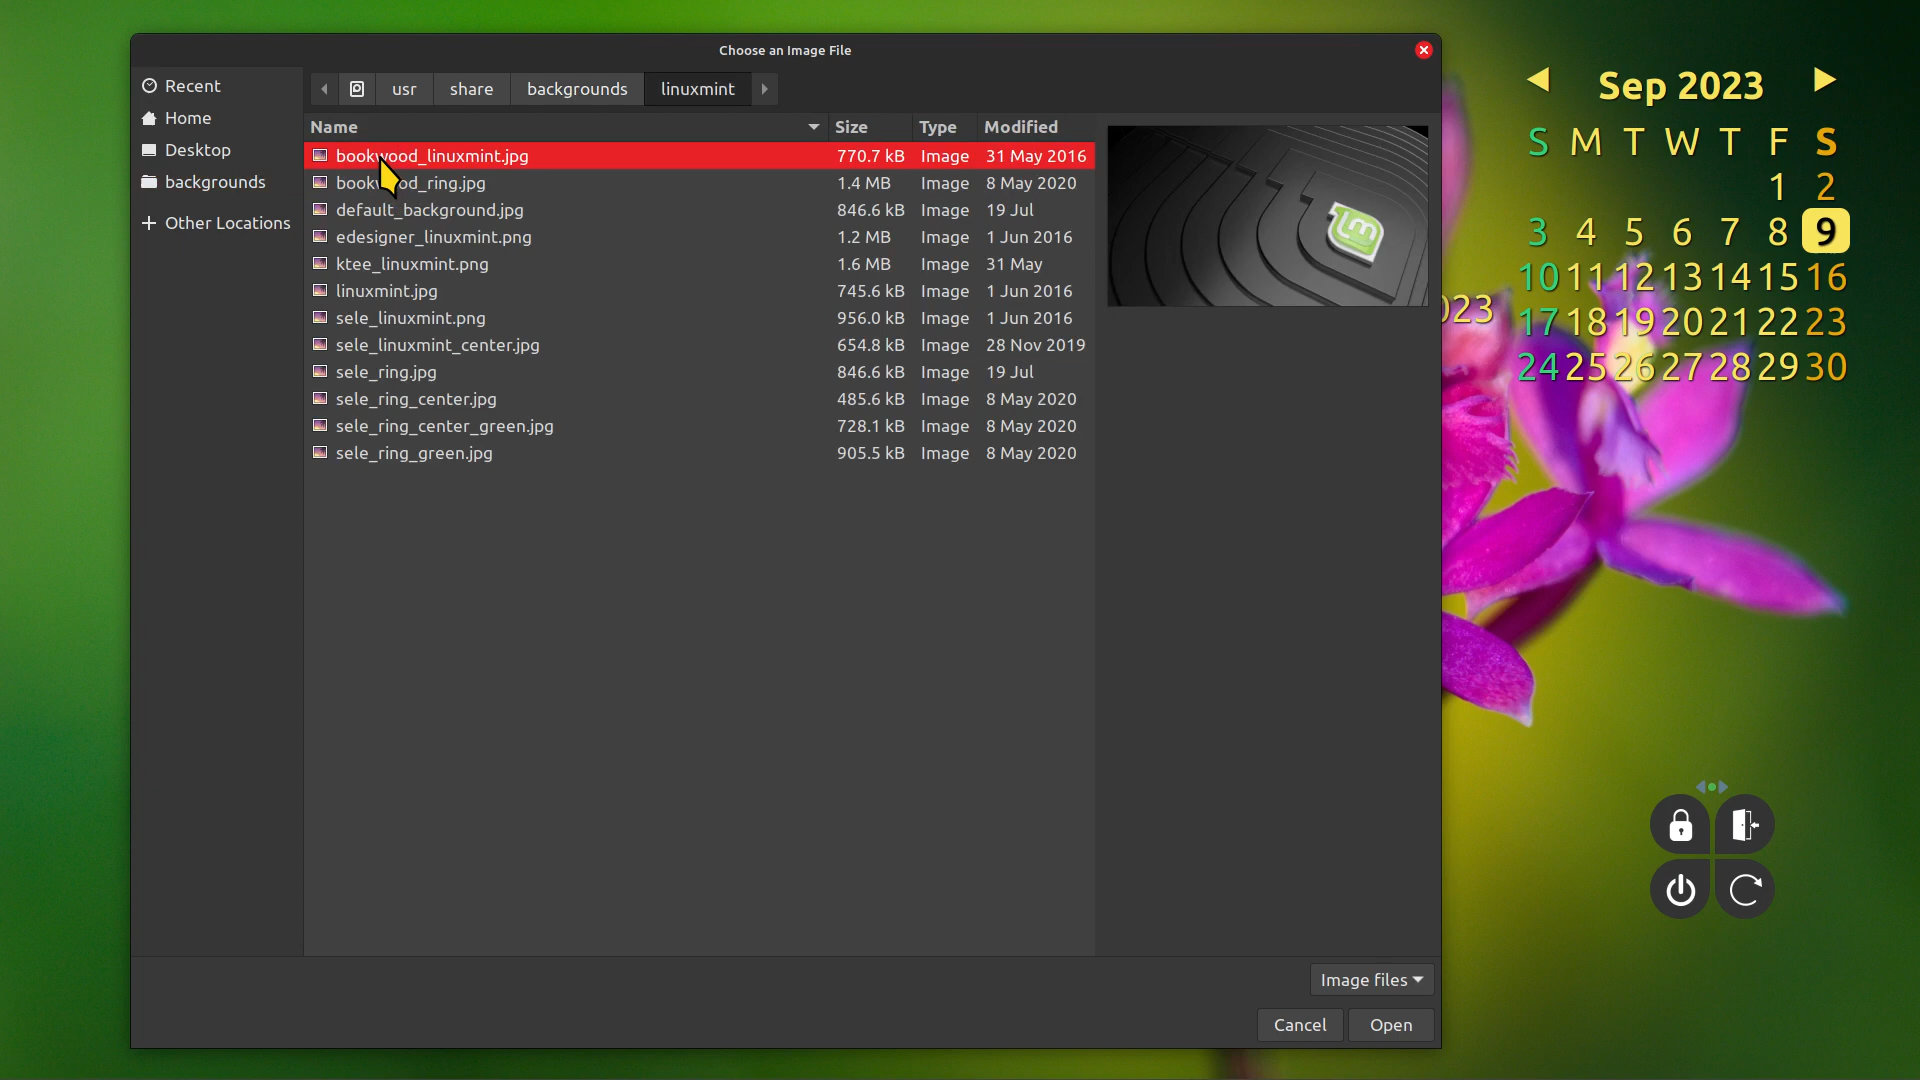 Choose an Image File
Recent
Home
Desktop
backgrounds
Other Locations
usr share backgrounds linuxmint
Name Size Type Modified
bookwood_linuxmint.jpg 770.7 kB Image 31 May 2016
bookwood_ring.jpg 1.4 MB Image 8 May 2020
default_background.jpg 846.6 kB Image 19 Jul
edesigner_linuxmint.png 1.2 MB Image 1 Jun 2016
ktee_linuxmint.png 1.6 MB Image 31 May
linuxmint.jpg 745.6 kB Image 1 Jun 2016
sele_linuxmint.png 956.0 kB Image 1 Jun 2016
sele_linuxmint_center.jpg 654.8 kB Image 28 Nov 2019
sele_ring.jpg 846.6 kB Image 19 Jul
sele_ring_center.jpg 485.6 kB Image 8 May 2020
sele_ring_center_green.jpg 728.1 kB Image 8 May 2020
sele_ring_green.jpg 905.5 kB Image 8 May 2020
Image files
Cancel Open
Sep 2023
S M T W T F S
1 2
3 4 5 6 7 8 9
10 11 12 13 14 15 16
17 18 19 20 21 22 23
24 25 26 27 28 29 30